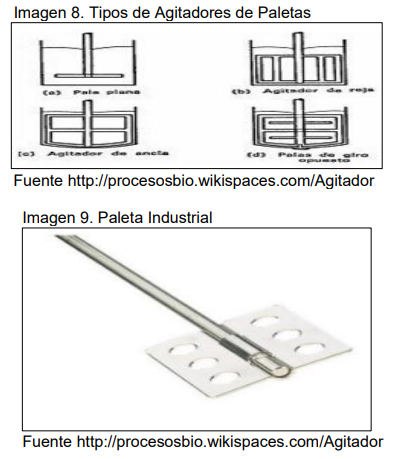 Imagen 8. Tipos de Agitadores de Paletas
(a) Pala plana
(b) Agitador de reja
(c) Agitador de ancla
(d) Palas de giro
opuesto
Fuente http://procesosbio.wikispaces.com/Agitador
Imagen 9. Paleta Industrial
Fuente http://procesosbio.wikispaces.com/Agitador